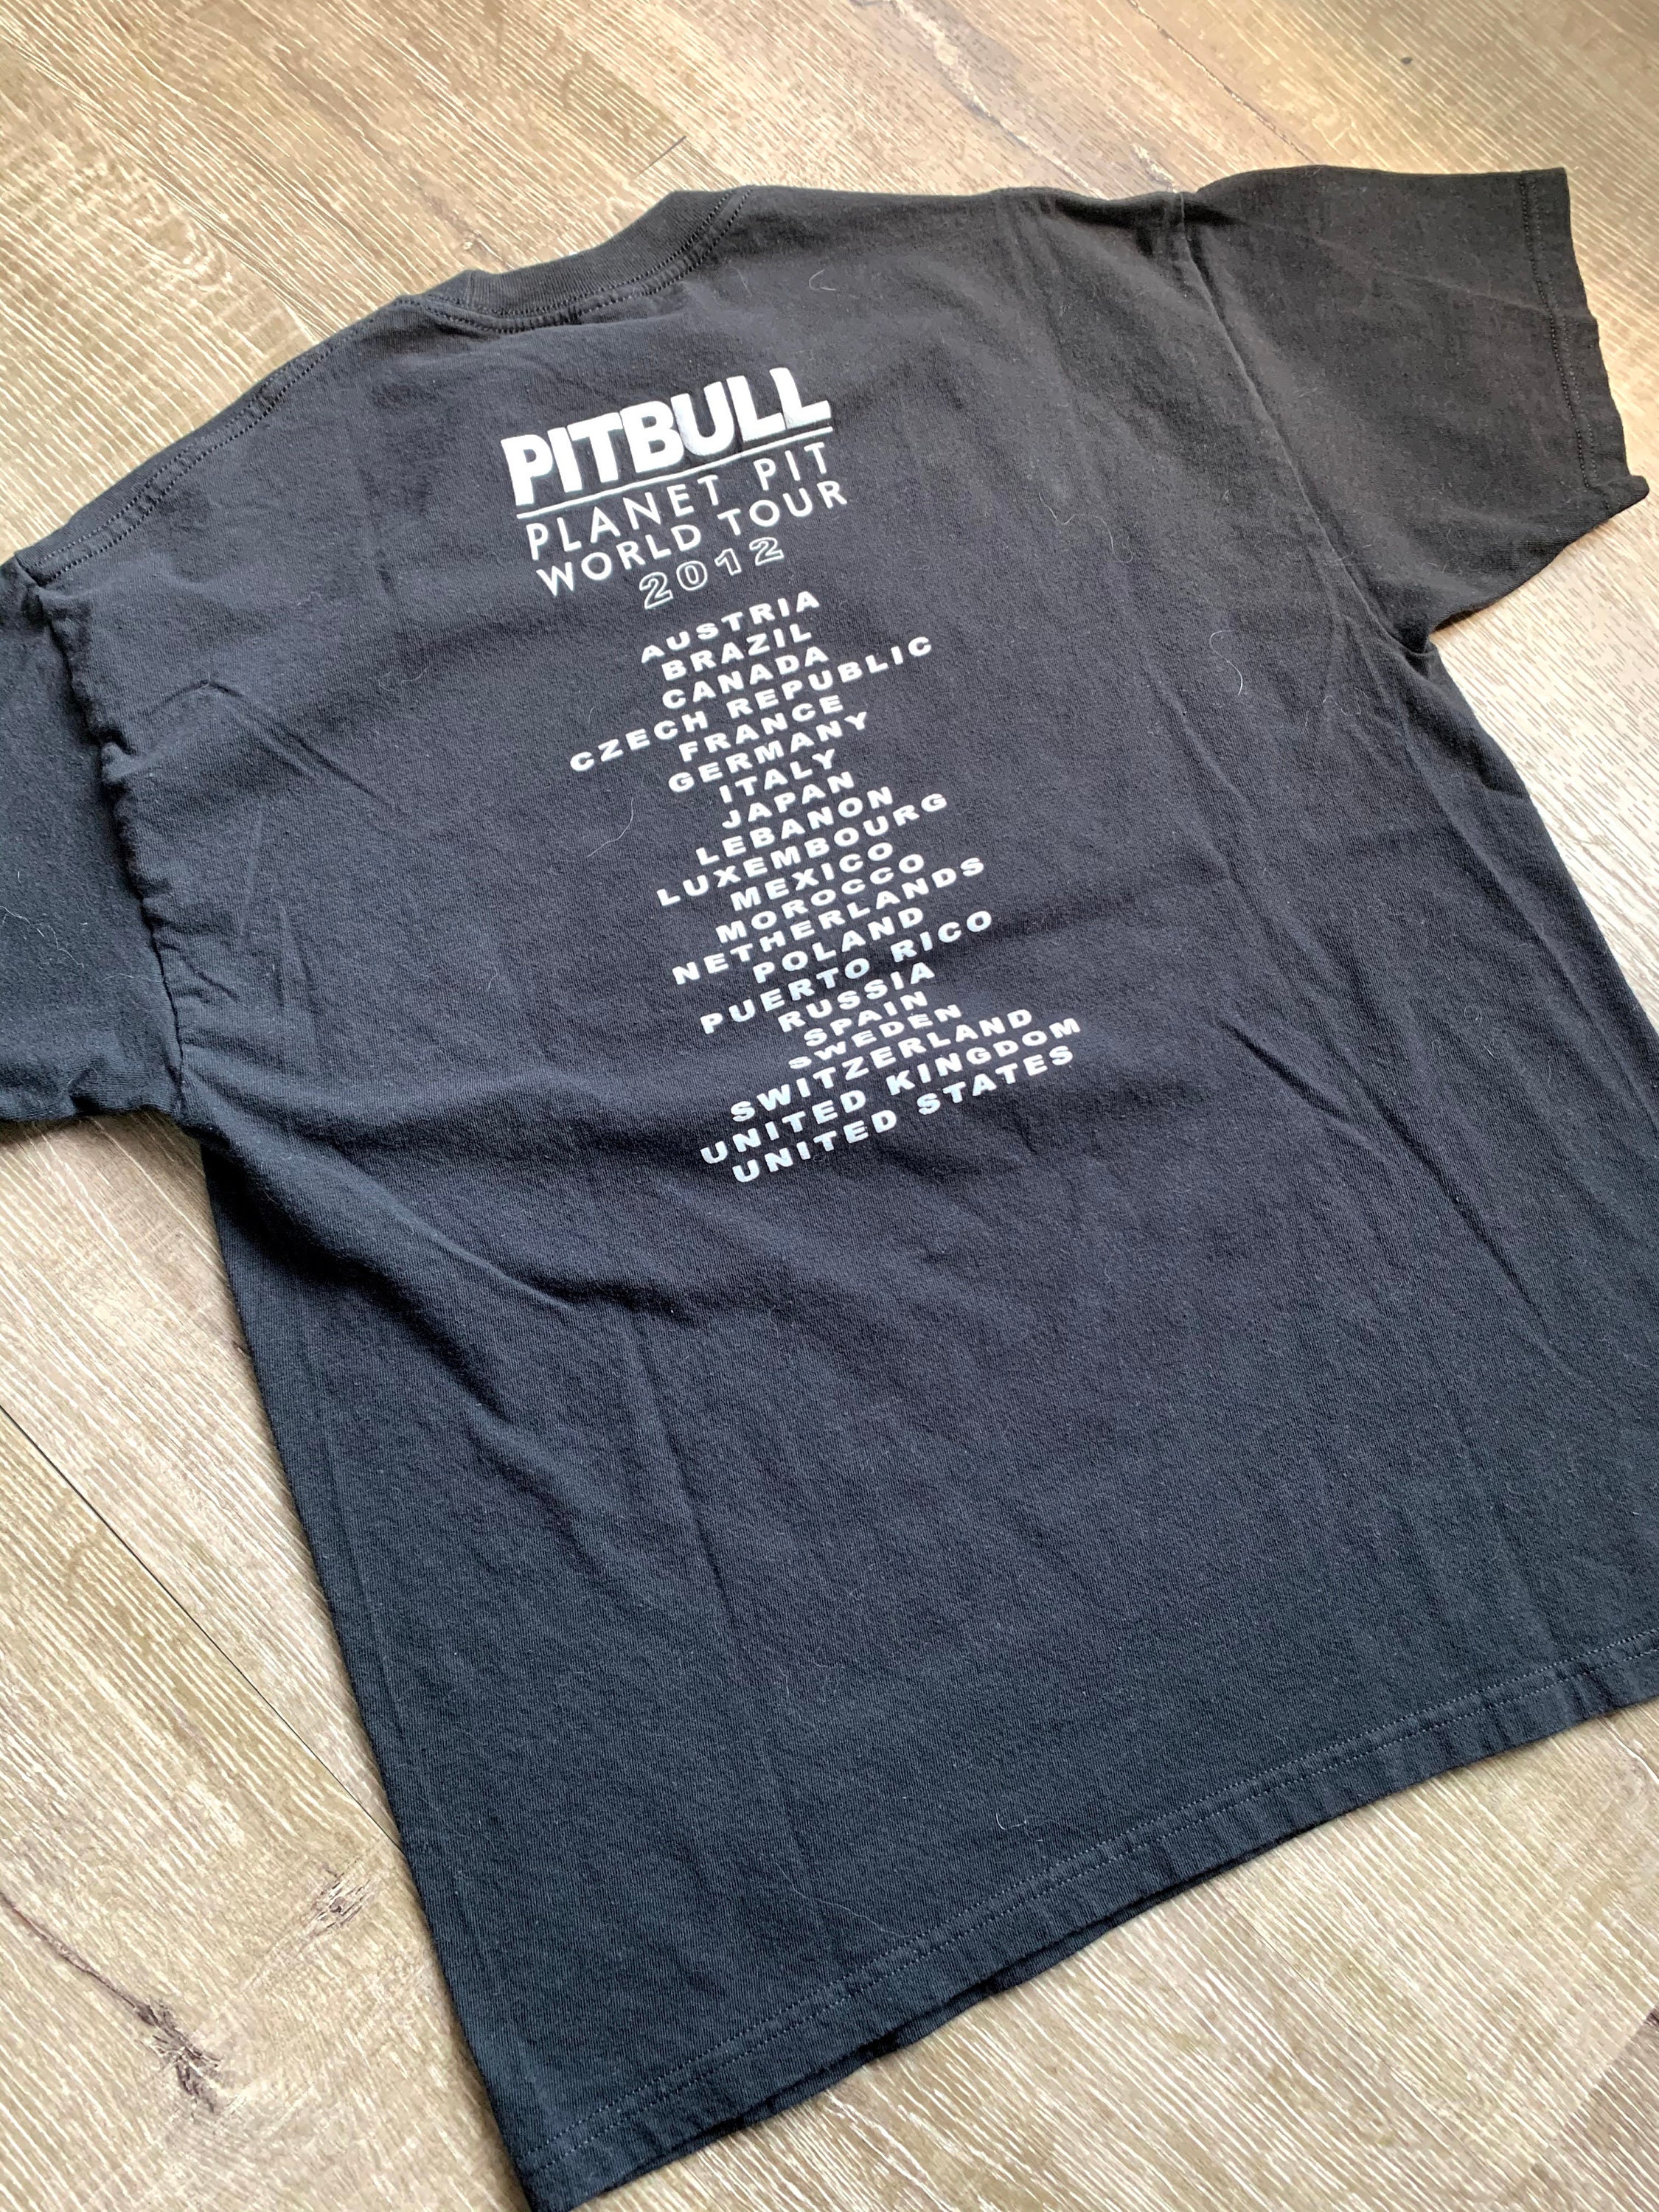 PITBULL
PLANET PIT
WORLD TOUR
2012
AUSTRIA
BRAZIL
CANADA
CZECH REPUBLIC
FRANCE
GERMANY
ITALY
JAPAN
LEBANON
LUXEMBOURG
MEXICO
MOROCCO
NETHERLANDS
POLAND
PUERTO RICO
RUSSIA
SPAIN
SWEDEN
SWITZERLAND
UNITED KINGDOM
UNITED STATES